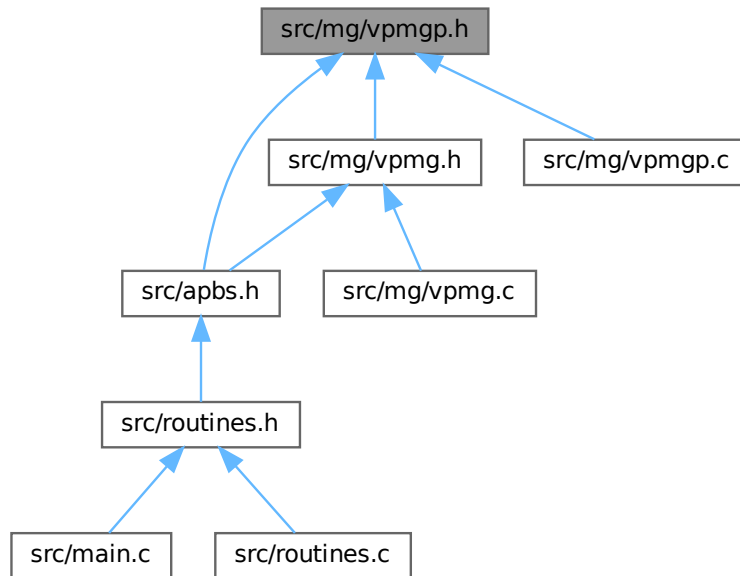 src/mg/vpmgp.h
src/mg/vpmg.h
src/mg/vpmgp.c
src/apbs.h
src/mg/vpmg.c
src/routines.h
src/main.c
src/routines.c